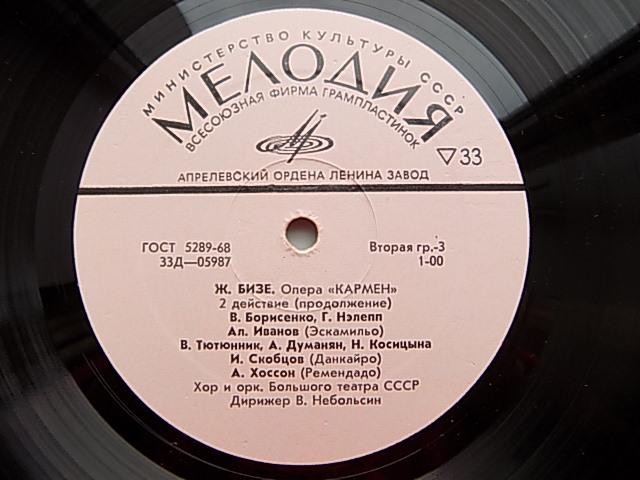 МИНИСТЕРСТВО КУЛЬТУРЫ СССР
МЕЛОДИЯ
ВСЕСОЮЗНАЯ ФИРМА ГРАМПЛАСТИНОК
▽33
АПРЕЛЕВСКИЙ ОРДЕНА ЛЕНИНА ЗАВОД
ГОСТ 5289-68
Вторая гр.-3
33Д—05987
1-00
Ж. БИЗЕ. Опера «КАРМЕН»
2 действие (продолжение)
В. Борисенко, Г. Нэлепп
Ал. Иванов (Эскамильо)
В. Тютюнник, А. Думанян, Н. Косицына
И. Скобцов (Данкайро)
А. Хоссон (Ремендадо)
Хор и орк. Большого театра СССР
Дирижер В. Небольсин